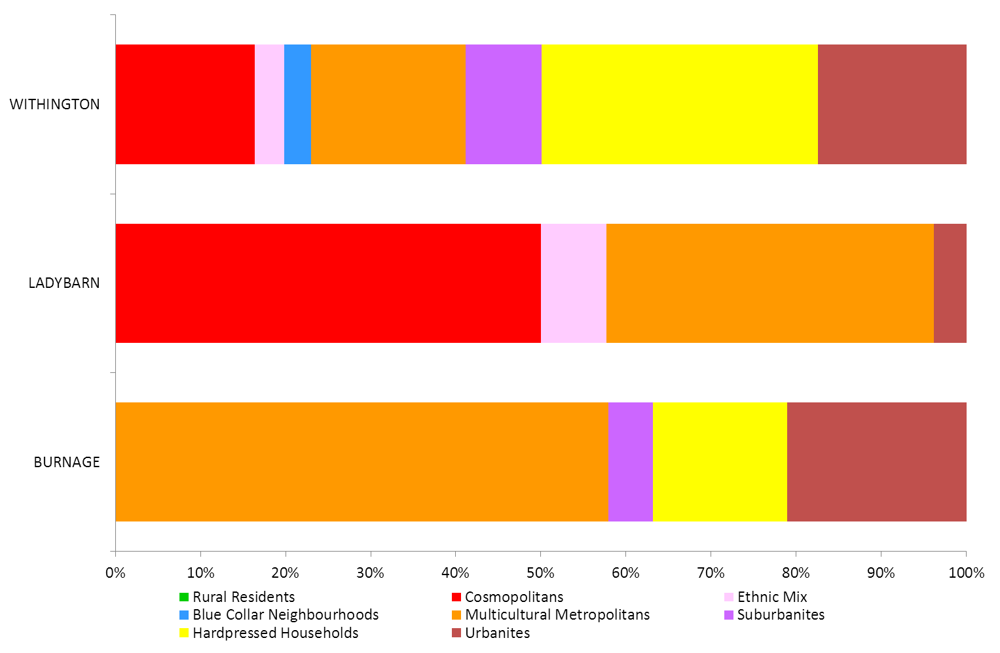 WITHINGTON
LADYBARN
BURNAGE
0% 10% 20% 30% 40% 50% 60% 70% 80% 90% 100%
Rural Residents Cosmopolitans Ethnic Mix
Blue Collar Neighbourhoods Multicultural Metropolitans Suburbanites
Hardpressed Households Urbanites